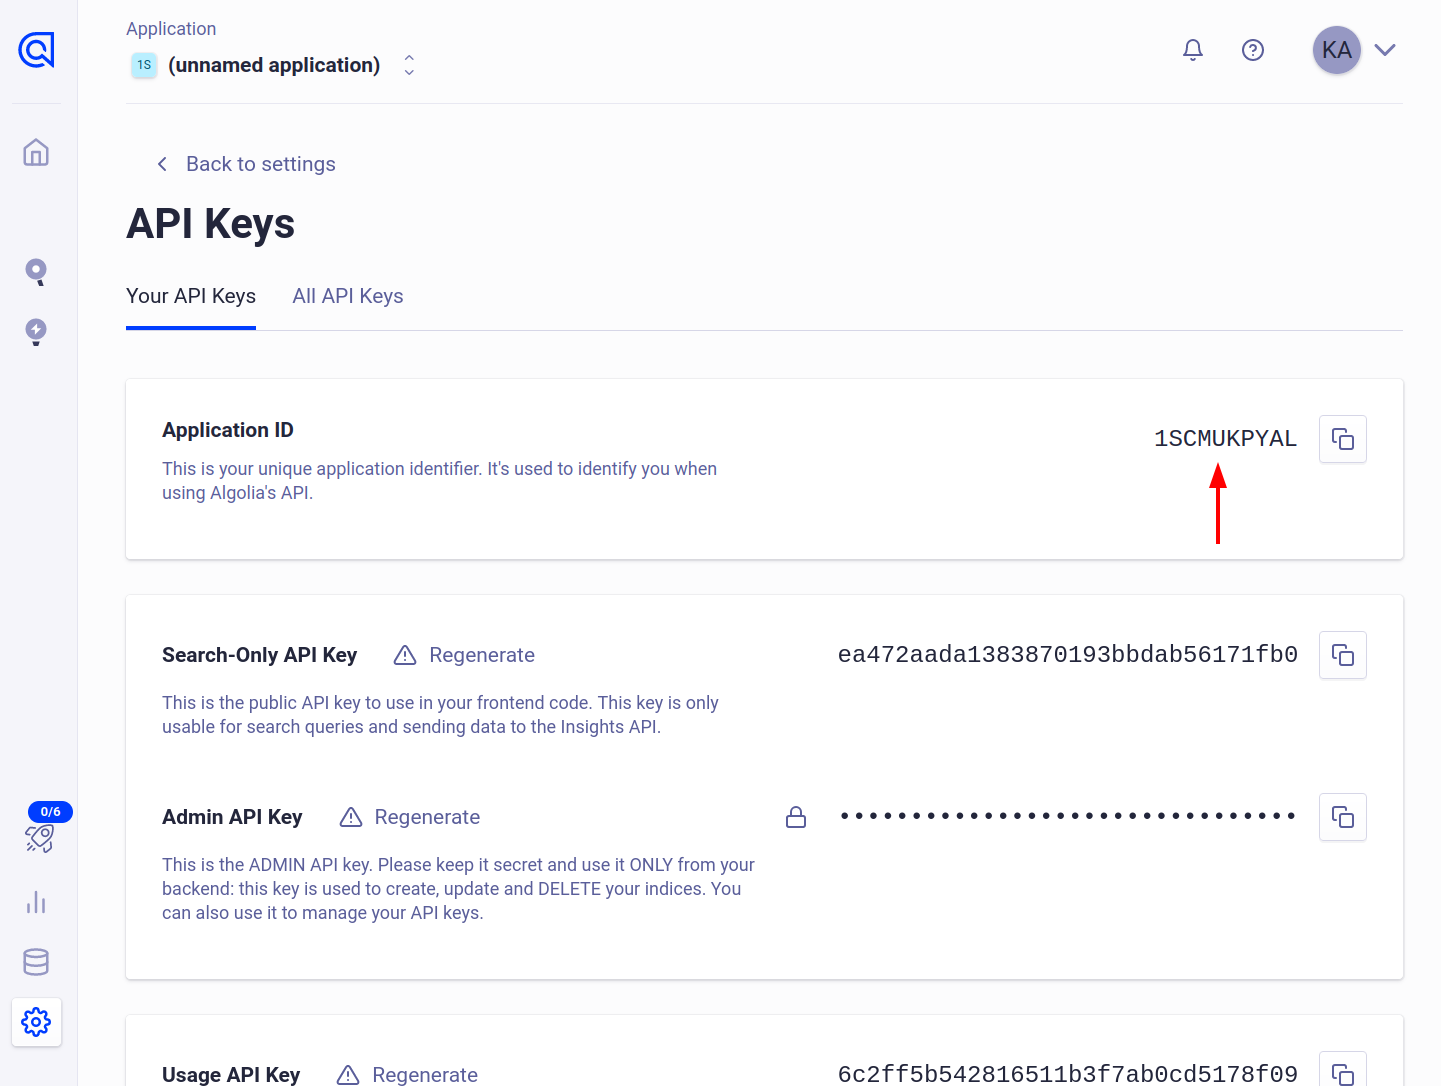 Application
1S (unnamed application)
KA
Back to settings
API Keys
Your API Keys All API Keys
Application ID
1SCMUKPYAL
This is your unique application identifier. It's used to identify you when
using Algolia's API.
Search-Only API Key Regenerate
ea472aada1383870193bbdab56171fb0
This is the public API key to use in your frontend code. This key is only
usable for search queries and sending data to the Insights API.
0/6
Admin API Key Regenerate
••••••••••••••••••••••••••••••••
This is the ADMIN API key. Please keep it secret and use it ONLY from your
backend: this key is used to create, update and DELETE your indices. You
can also use it to manage your API keys.
Usage API Key Regenerate
6c2ff5b542816511b3f7ab0cd5178f09